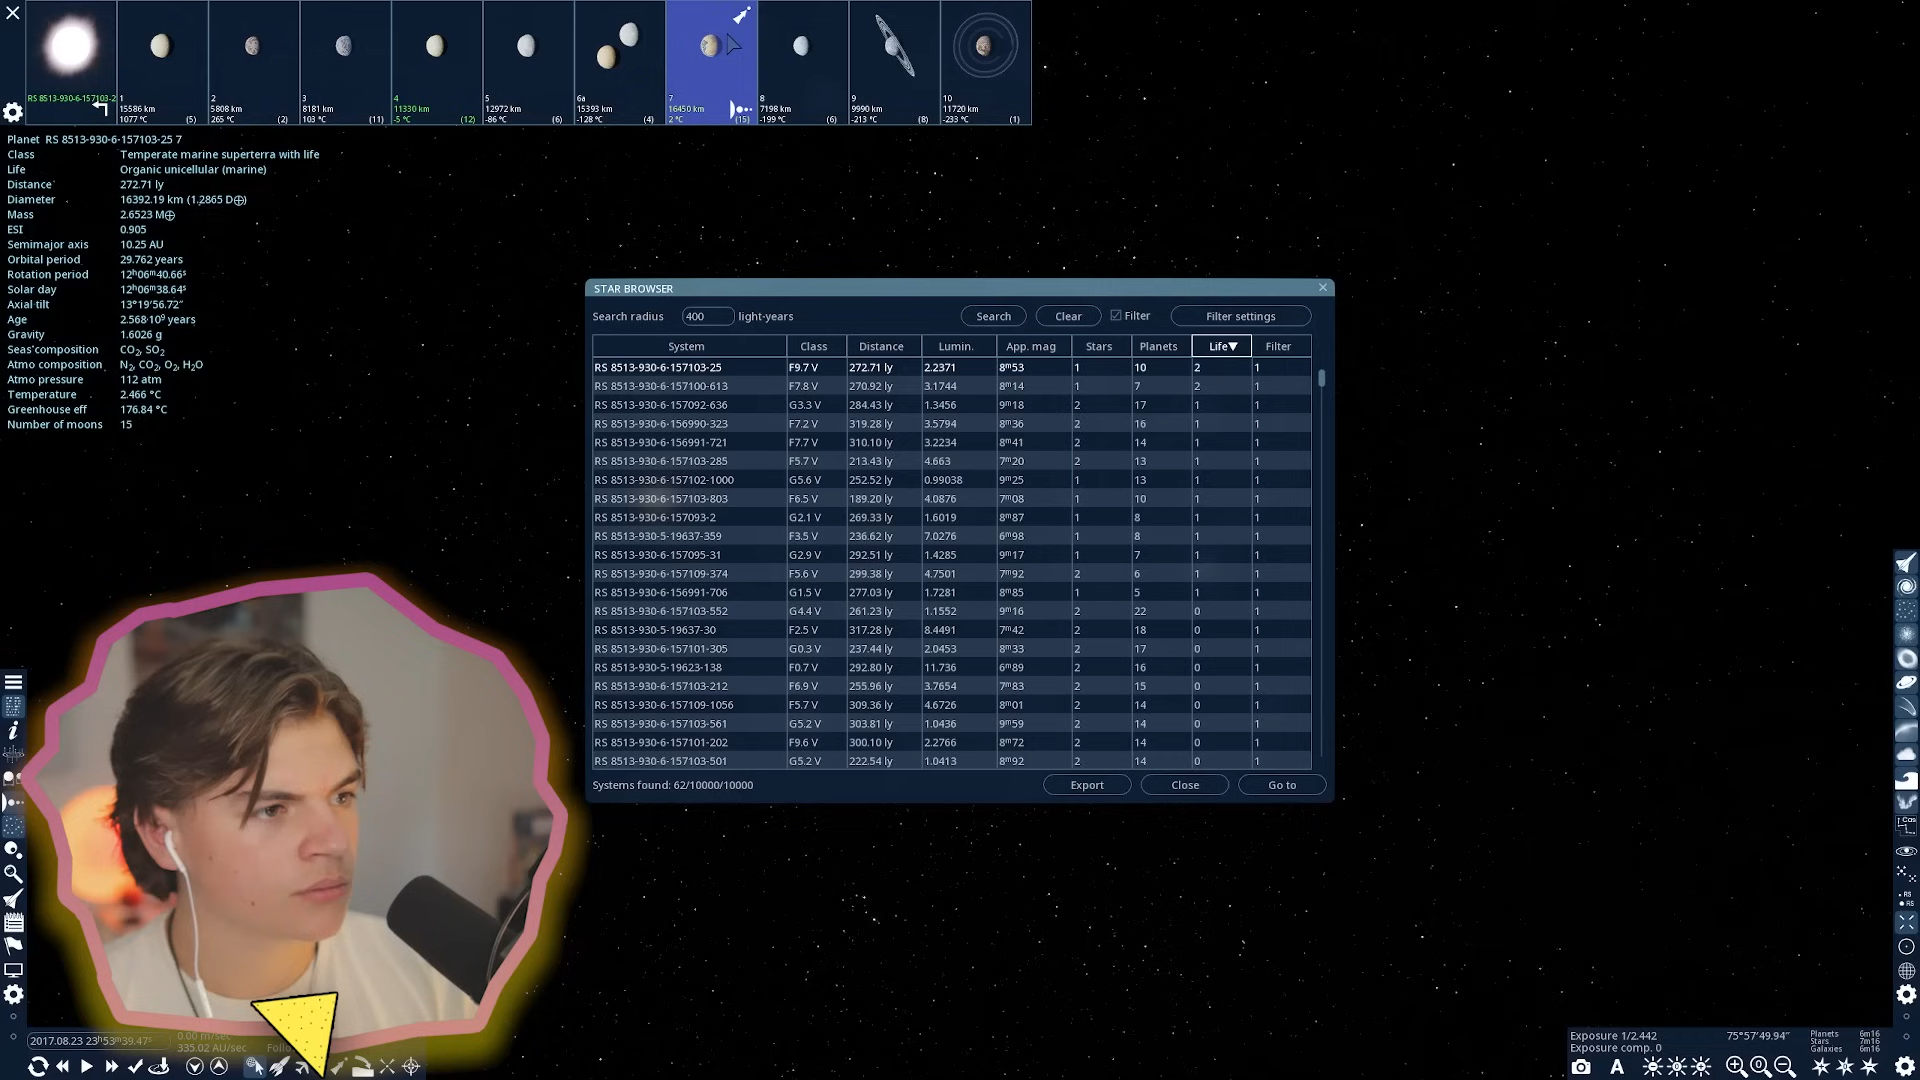 RS 8513-930-6-157103-2
1
15586 km
1077 °C (5)
2
5808 km
265 °C (2)
3
8181 km
103 °C (11)
4
11330 km
-5 °C (12)
5
12972 km
-86 °C (6)
6a
15393 km
-128 °C (4)
7
16450 km
2 °C (15)
8
7198 km
-199 °C (6)
9
9990 km
-213 °C (8)
10
11720 km
-233 °C (1)
Planet RS 8513-930-6-157103-25 7
Class Temperate marine superterra with life
Life Organic unicellular (marine)
Distance 272.71 ly
Diameter 16392.19 km (1.2865 D⊕)
Mass 2.6523 M⊕
ESI 0.905
Semimajor axis 10.25 AU
Orbital period 29.762 years
Rotation period 12ʰ06ᵐ40.66ˢ
Solar day 12ʰ06ᵐ38.64ˢ
Axial tilt 13°19′56.72″
Age 2.568·10⁹ years
Gravity 1.6026 g
Seas composition CO₂, SO₂
Atmo composition N₂, CO₂, O₂, H₂O
Atmo pressure 112 atm
Temperature 2.466 °C
Greenhouse eff 176.84 °C
Number of moons 15
STAR BROWSER
Search radius 400 light-years Search Clear Filter Filter settings
System Class Distance Lumin. App. mag Stars Planets Life▼ Filter
RS 8513-930-6-157103-25 F9.7 V 272.71 ly 2.2371 8ᵐ53 1 10 2 1
RS 8513-930-6-157100-613 F7.8 V 270.92 ly 3.1744 8ᵐ14 1 7 2 1
RS 8513-930-6-157092-636 G3.3 V 284.43 ly 1.3456 9ᵐ18 2 17 1 1
RS 8513-930-6-156990-323 F7.2 V 319.28 ly 3.5794 8ᵐ36 2 16 1 1
RS 8513-930-6-156991-721 F7.7 V 310.10 ly 3.2234 8ᵐ41 2 14 1 1
RS 8513-930-6-157103-285 F5.7 V 213.43 ly 4.663 7ᵐ20 2 13 1 1
RS 8513-930-6-157102-1000 G5.6 V 252.52 ly 0.99038 9ᵐ25 1 13 1 1
RS 8513-930-6-157103-803 F6.5 V 189.20 ly 4.0876 7ᵐ08 1 10 1 1
RS 8513-930-6-157093-2 G2.1 V 269.33 ly 1.6019 8ᵐ87 1 8 1 1
RS 8513-930-5-19637-359 F3.5 V 236.62 ly 7.0276 6ᵐ98 1 8 1 1
RS 8513-930-6-157095-31 G2.9 V 292.51 ly 1.4285 9ᵐ17 1 7 1 1
RS 8513-930-6-157109-374 F5.6 V 299.38 ly 4.7501 7ᵐ92 2 6 1 1
RS 8513-930-6-156991-706 G1.5 V 277.03 ly 1.7281 8ᵐ85 1 5 1 1
RS 8513-930-6-157103-552 G4.4 V 261.23 ly 1.1552 9ᵐ16 2 22 0 1
RS 8513-930-5-19637-30 F2.5 V 317.28 ly 8.4491 7ᵐ42 2 18 0 1
RS 8513-930-6-157101-305 G0.3 V 237.44 ly 2.0453 8ᵐ33 2 17 0 1
RS 8513-930-5-19623-138 F0.7 V 292.80 ly 11.736 6ᵐ89 2 16 0 1
RS 8513-930-6-157103-212 F6.9 V 255.96 ly 3.7654 7ᵐ83 2 15 0 1
RS 8513-930-6-157109-1056 F5.7 V 309.36 ly 4.6726 8ᵐ01 2 14 0 1
RS 8513-930-6-157103-561 G5.2 V 303.81 ly 1.0436 9ᵐ59 2 14 0 1
RS 8513-930-6-157101-202 F9.6 V 300.10 ly 2.2766 8ᵐ72 2 14 0 1
RS 8513-930-6-157103-501 G5.2 V 222.54 ly 1.0413 8ᵐ92 2 14 0 1
Systems found: 62/10000/10000 Export Close Go to
2017.08.23 23ʰ53ᵐ39.47ˢ
0.00 m/sec
335.02 AU/sec
Exposure 1/2.442
Exposure comp. 0
75°57′49.94″
Planets 6m16
Stars 7m16
Galaxies 6m16
RS
RS
A